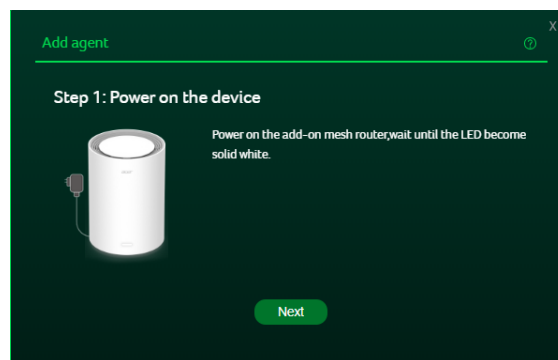 X
Add agent
Step 1: Power on the device
Power on the add-on mesh router,wait until the LED become
solid white.
Next